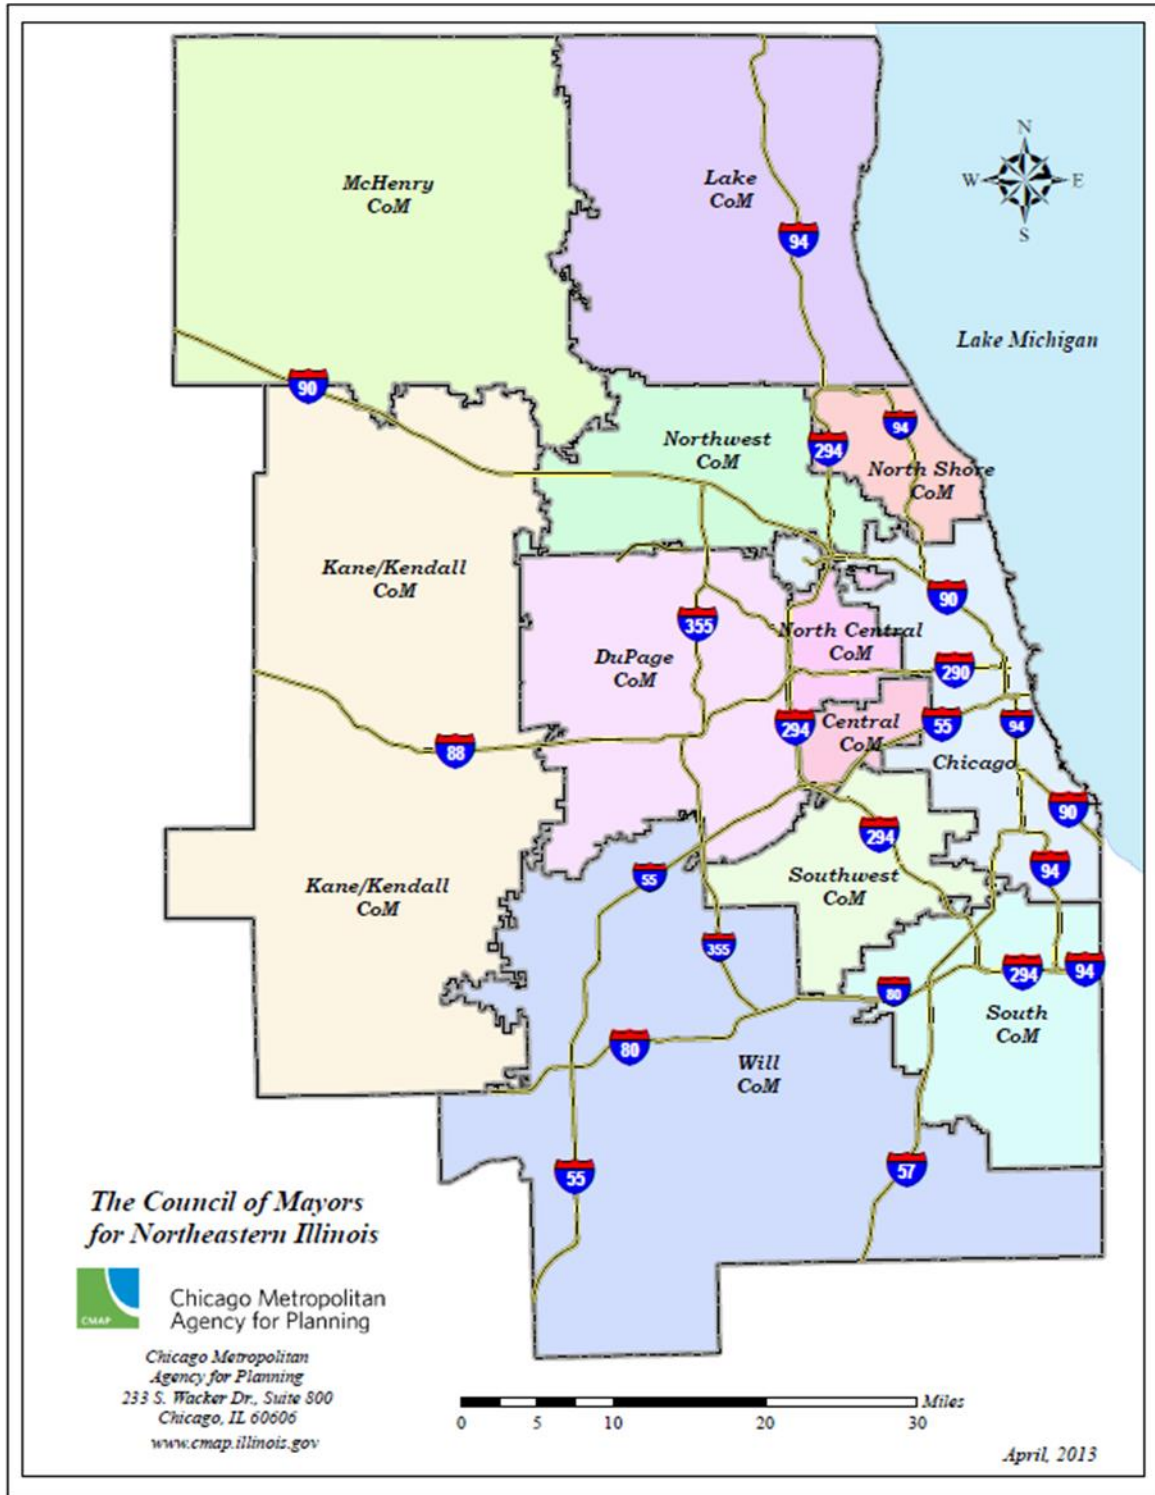 McHenry
CoM
Lake
CoM
N
W
E
S
94
Lake Michigan
90
Northwest
CoM
294
94
North Shore
CoM
Kane/Kendall
CoM
90
355
North Central
CoM
DuPage
CoM
290
294
Central
CoM
55
94
88
Chicago
90
294
94
55
Southwest
CoM
Kane/Kendall
CoM
355
80
294
94
South
CoM
80
Will
CoM
55
57
The Council of Mayors
for Northeastern Illinois
CMAP
Chicago Metropolitan
Agency for Planning
Chicago Metropolitan
Agency for Planning
233 S. Wacker Dr., Suite 800
Chicago, IL 60606
www.cmap.illinois.gov
Miles
0 5 10 20 30
April, 2013